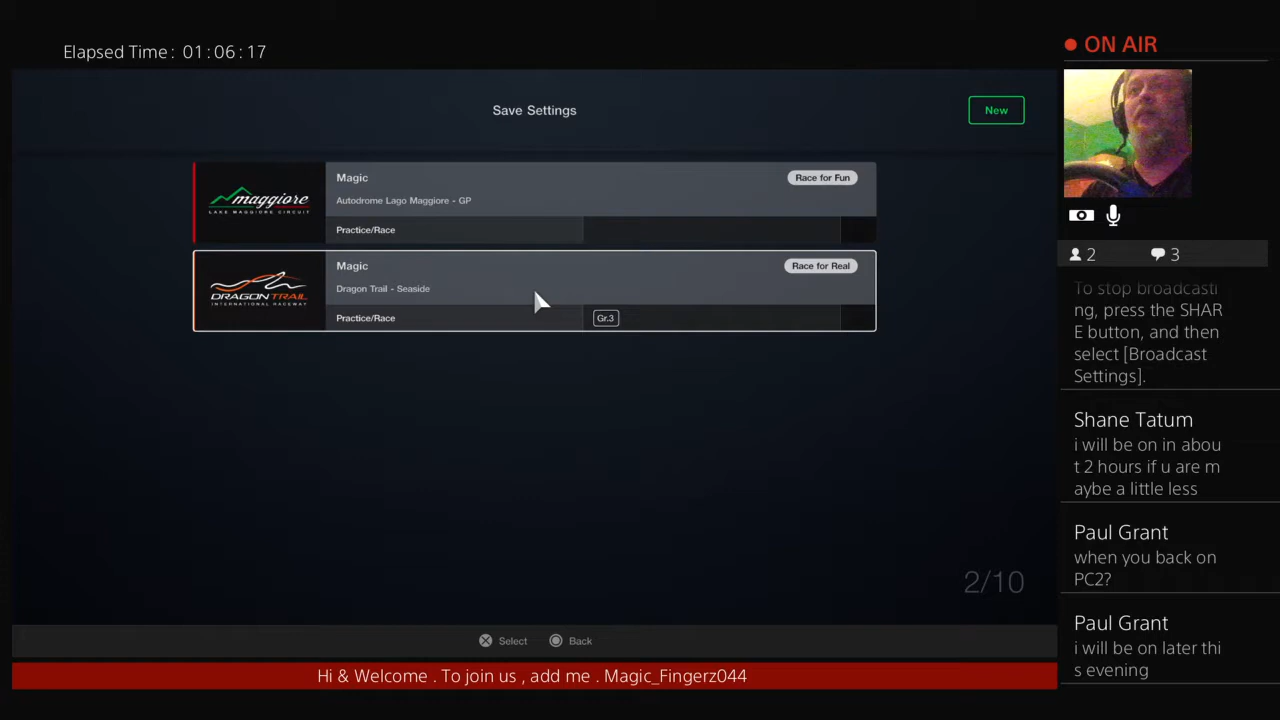 Elapsed Time: 01:06:17
ON AIR
Save Settings
New
maggiore
LAKE MAGGIORE CIRCUIT
Magic
Race for Fun
Autodrome Lago Maggiore - GP
Practice/Race
DRAGON TRAIL
INTERNATIONAL RACEWAY
Magic
Race for Real
Dragon Trail - Seaside
Practice/Race
Gr.3
2/10
Select
Back
Hi & Welcome . To join us , add me . Magic_Fingerz044
2
3
To stop broadcasti
ng, press the SHAR
E button, and then
select [Broadcast
Settings].
Shane Tatum
i will be on in abou
t 2 hours if u are m
aybe a little less
Paul Grant
when you back on
PC2?
Paul Grant
i will be on later thi
s evening